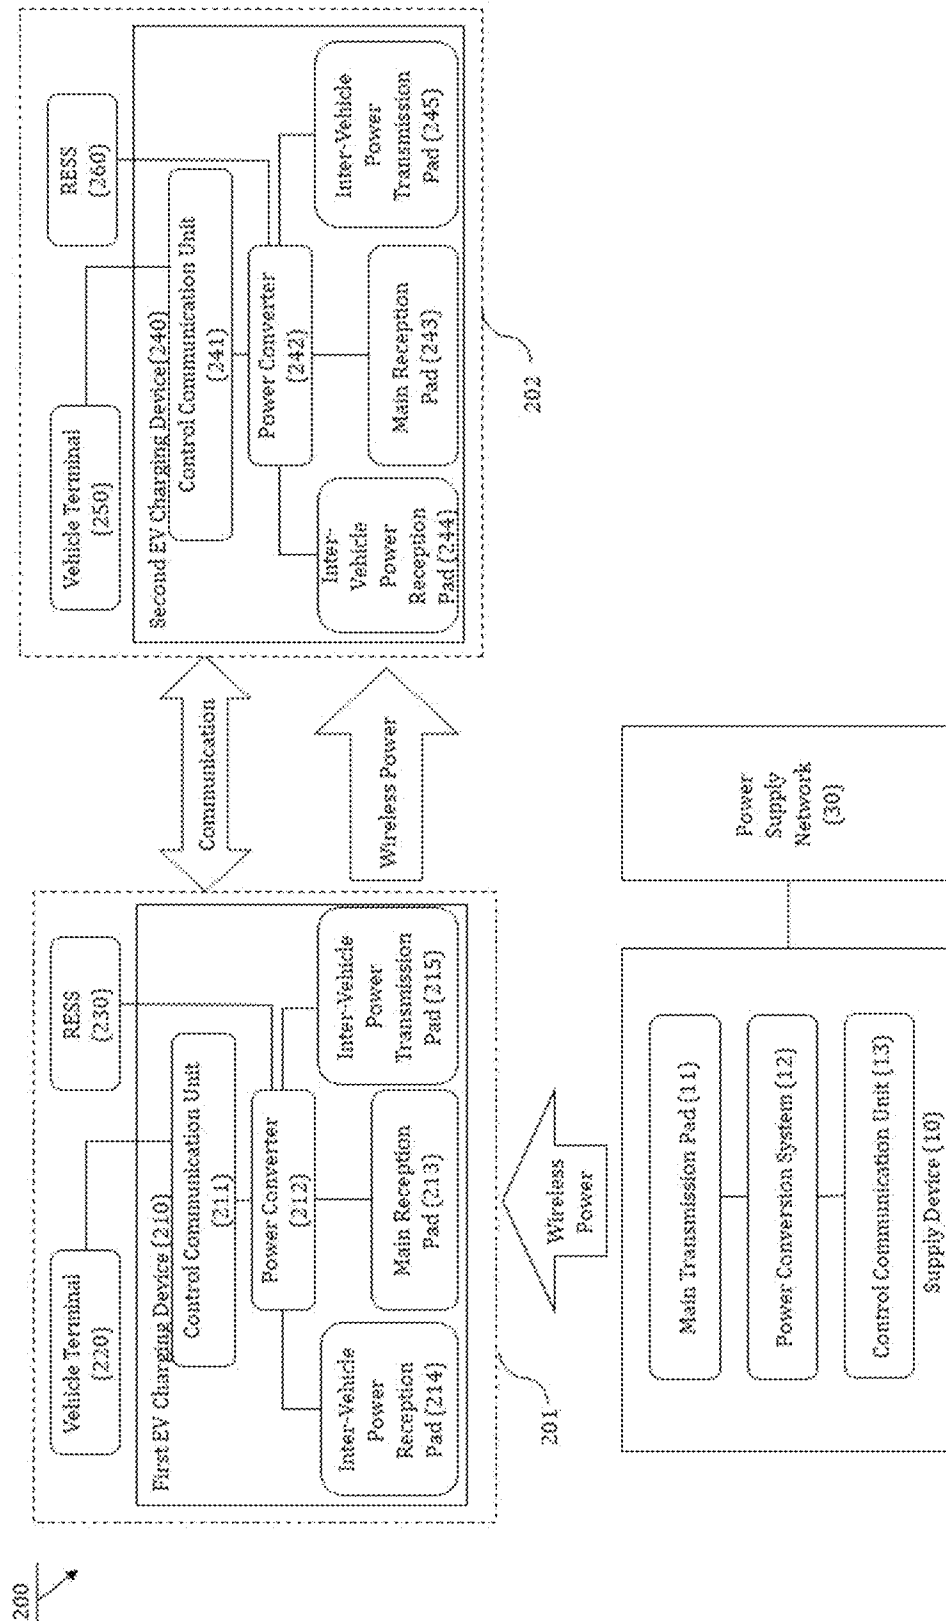 200
Vehicle Terminal
{220}
RESS
{230}
First EV Charging Device {210}
Control Communication Unit
{211}
Power Converter
{212}
Inter-Vehicle
Power
Reception
Pad {214}
Main Reception
Pad {213}
Inter-Vehicle
Power
Transmission
Pad {215}
201
Communication
Wireless Power
Vehicle Terminal
{250}
RESS
{260}
Second EV Charging Device{240}
Control Communication Unit
{241}
Power Converter
{242}
Inter-
Vehicle
Power
Reception
Pad {244}
Main Reception
Pad {243}
Inter-Vehicle
Power
Transmission
Pad {245}
202
Wireless
Power
Main Transmission Pad {11}
Power Conversion System {12}
Control Communication Unit {13}
Supply Device {10}
Power
Supply
Network
{30}